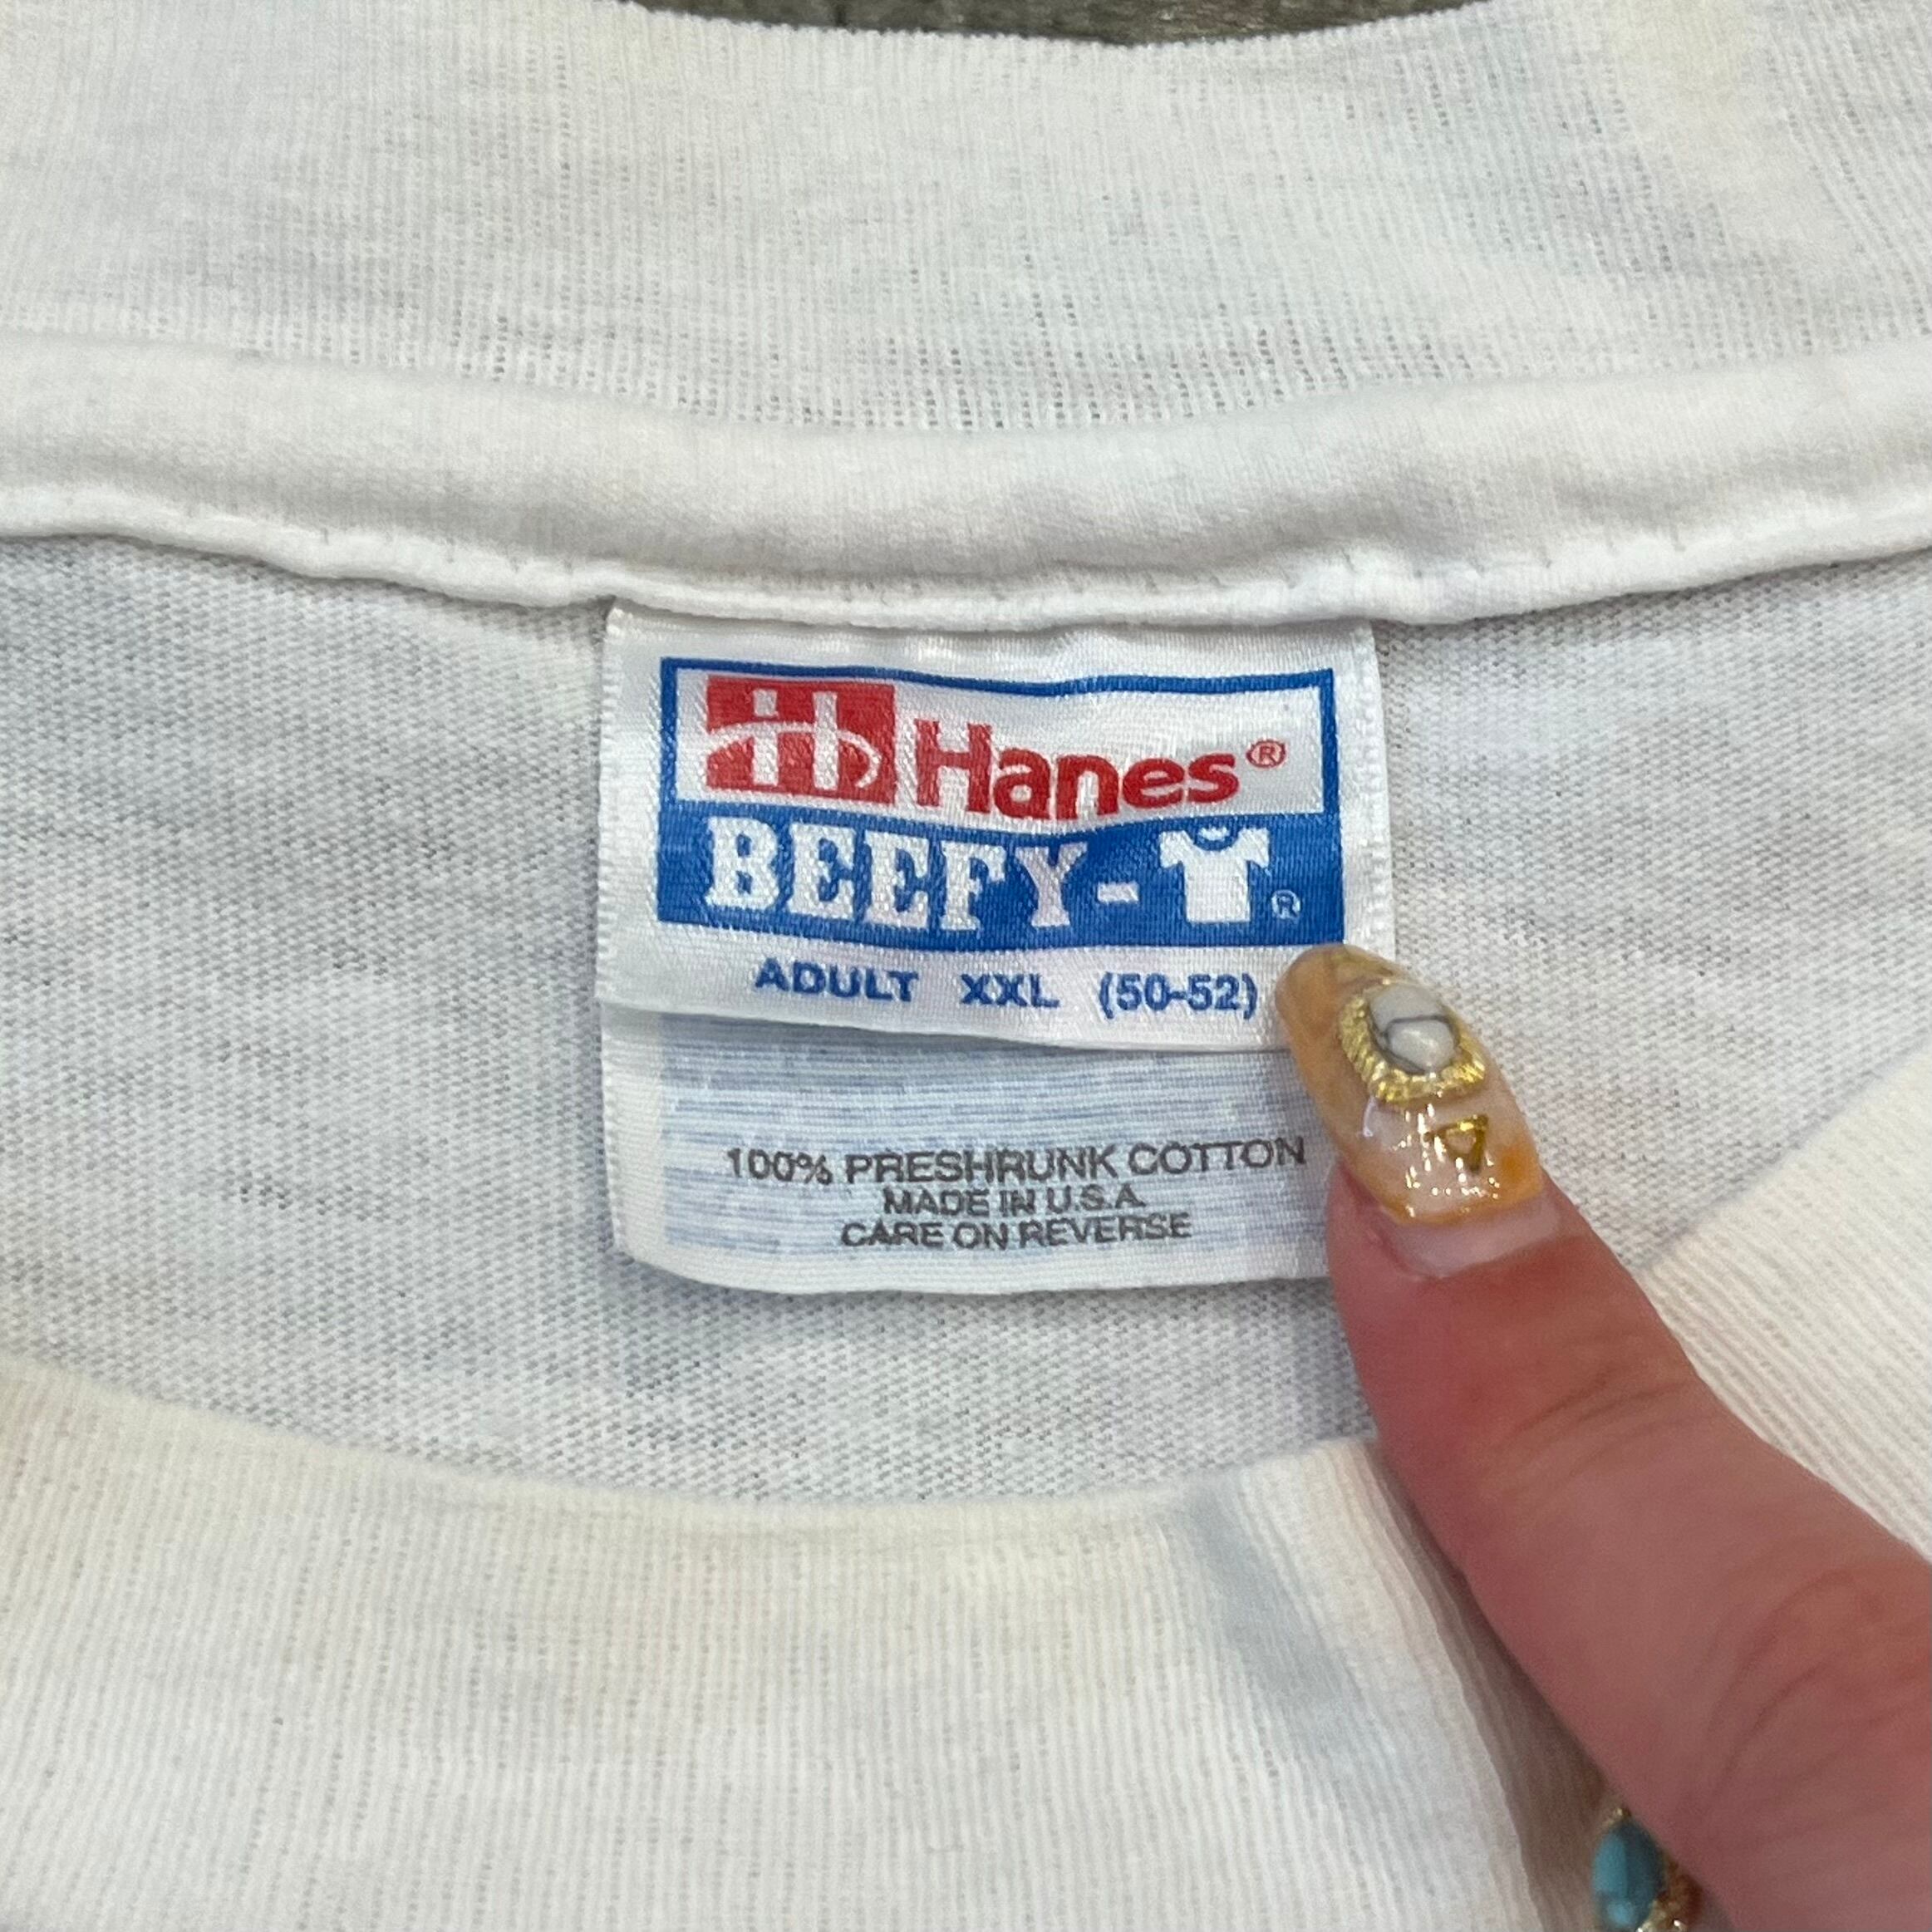 Hanes®
BEEFY-®
ADULT XXL (50-52)
100% PRESHRUNK COTTON
MADE IN U.S.A.
CARE ON REVERSE